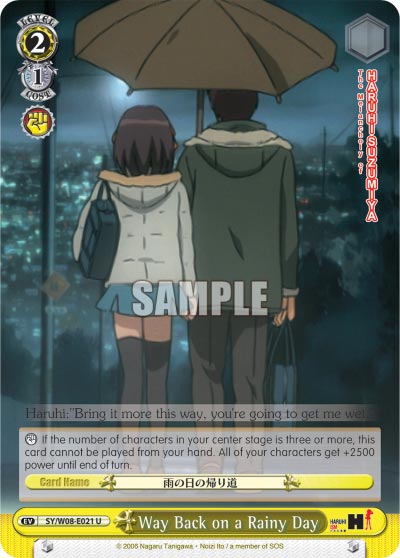 LEVEL
2
1
COST
The Melancholy of
HARUHI SUZUMIYA
SAMPLE
Haruhi:"Bring it more this way, you're going to get me wet."
If the number of characters in your center stage is three or more, this
card cannot be played from your hand. All of your characters get +2500
power until end of turn.
Card Name 雨の日の帰り道
EV SY/W08-E021 U Way Back on a Rainy Day HARUHI
© 2006 Nagaru Tanigawa・Noizi Ito / a member of SOS